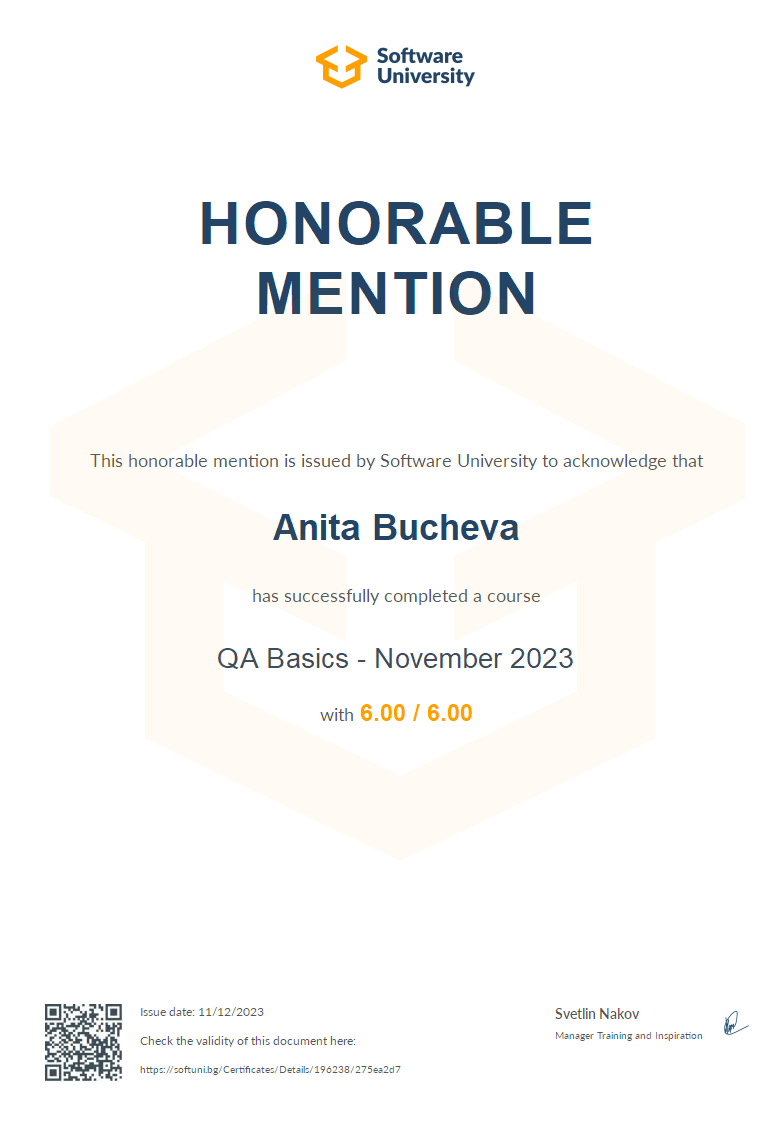 Software
University
HONORABLE
MENTION
This honorable mention is issued by Software University to acknowledge that
Anita Bucheva
has successfully completed a course
QA Basics - November 2023
with 6.00 / 6.00
Issue date: 11/12/2023
Check the validity of this document here:
https://softuni.bg/Certificates/Details/196238/275ea2d7
Svetlin Nakov
Manager Training and Inspiration